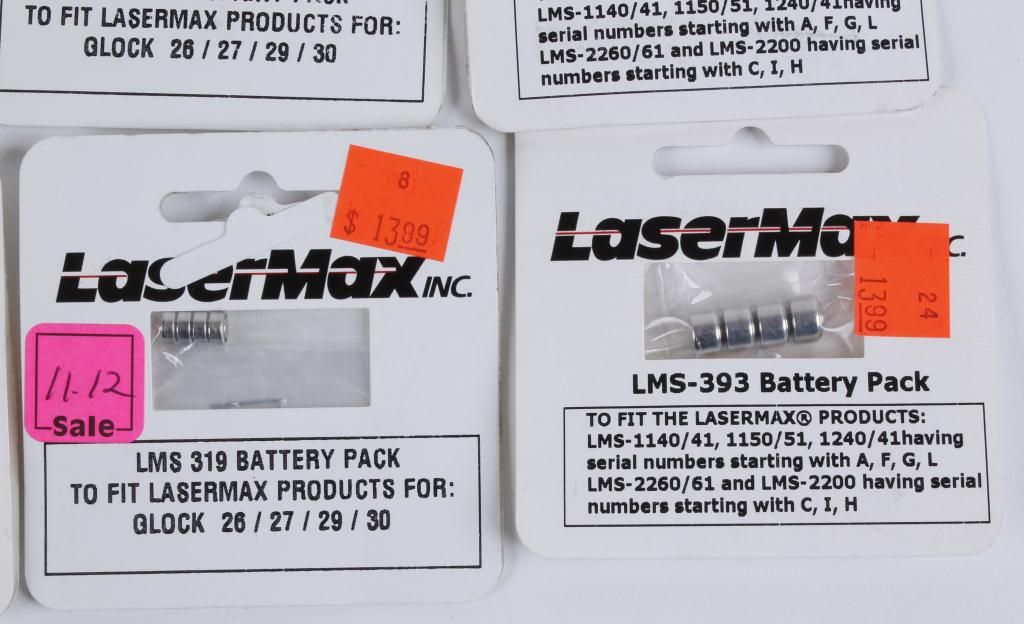 TO FIT LASERMAX PRODUCTS FOR:
GLOCK 26 / 27 / 29 / 30
LMS-1140/41, 1150/51, 1240/41having
serial numbers starting with A, F, G, L
LMS-2260/61 and LMS-2200 having serial
numbers starting with C, I, H
8
$ 1399
LaserMax INC.
11.12
Sale
LMS 319 BATTERY PACK
TO FIT LASERMAX PRODUCTS FOR:
GLOCK 26 / 27 / 29 / 30
LaserMax C.
24
1399
LMS-393 Battery Pack
TO FIT THE LASERMAX® PRODUCTS:
LMS-1140/41, 1150/51, 1240/41having
serial numbers starting with A, F, G, L
LMS-2260/61 and LMS-2200 having serial
numbers starting with C, I, H